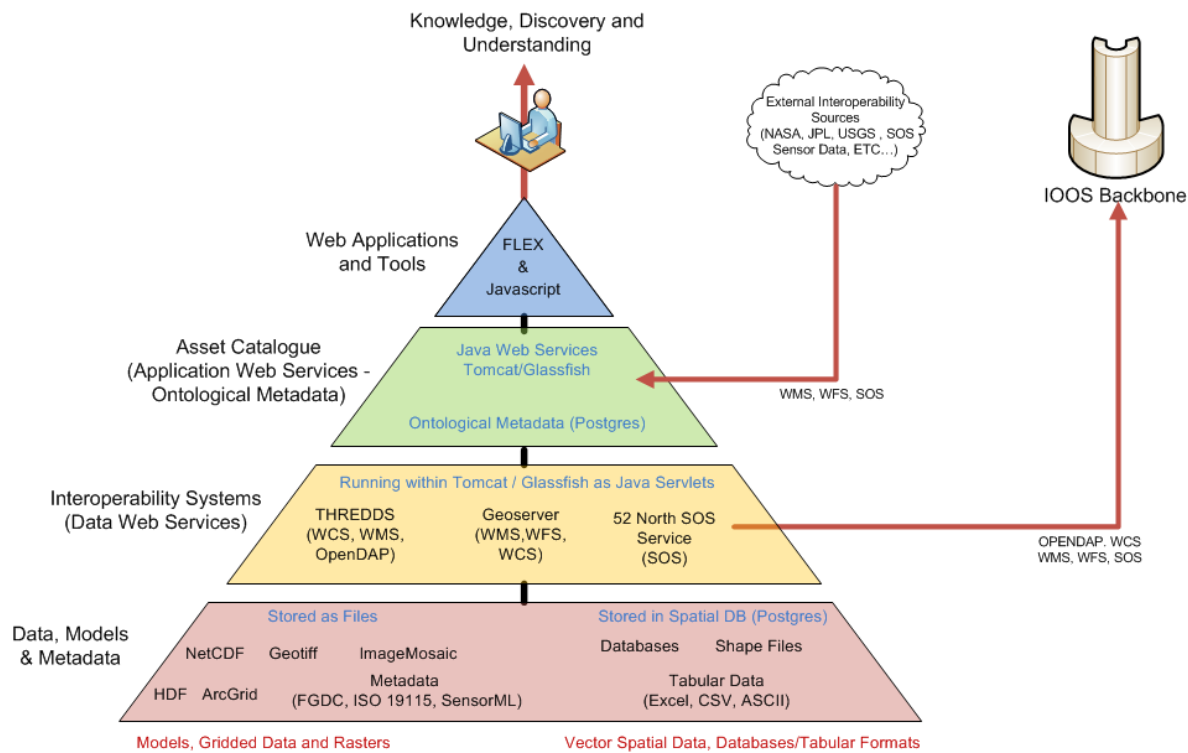 Knowledge, Discovery and
Understanding
External Interoperability
Sources
(NASA, JPL, USGS , SOS
Sensor Data, ETC...)
IOOS Backbone
Web Applications
and Tools
FLEX
&
Javascript
Asset Catalogue
(Application Web Services -
Ontological Metadata)
Java Web Services
Tomcat/Glassfish
Ontological Metadata (Postgres)
WMS, WFS, SOS
Interoperability Systems
(Data Web Services)
Running within Tomcat / Glassfish as Java Servlets
THREDDS
(WCS, WMS,
OpenDAP)
Geoserver
(WMS,WFS,
WCS)
52 North SOS
Service
(SOS)
OPENDAP. WCS
WMS, WFS, SOS
Data, Models
& Metadata
Stored as Files
NetCDF Geotiff ImageMosaic
HDF ArcGrid
Metadata
(FGDC, ISO 19115, SensorML)
Stored in Spatial DB (Postgres)
Databases Shape Files
Tabular Data
(Excel, CSV, ASCII)
Models, Gridded Data and Rasters
Vector Spatial Data, Databases/Tabular Formats